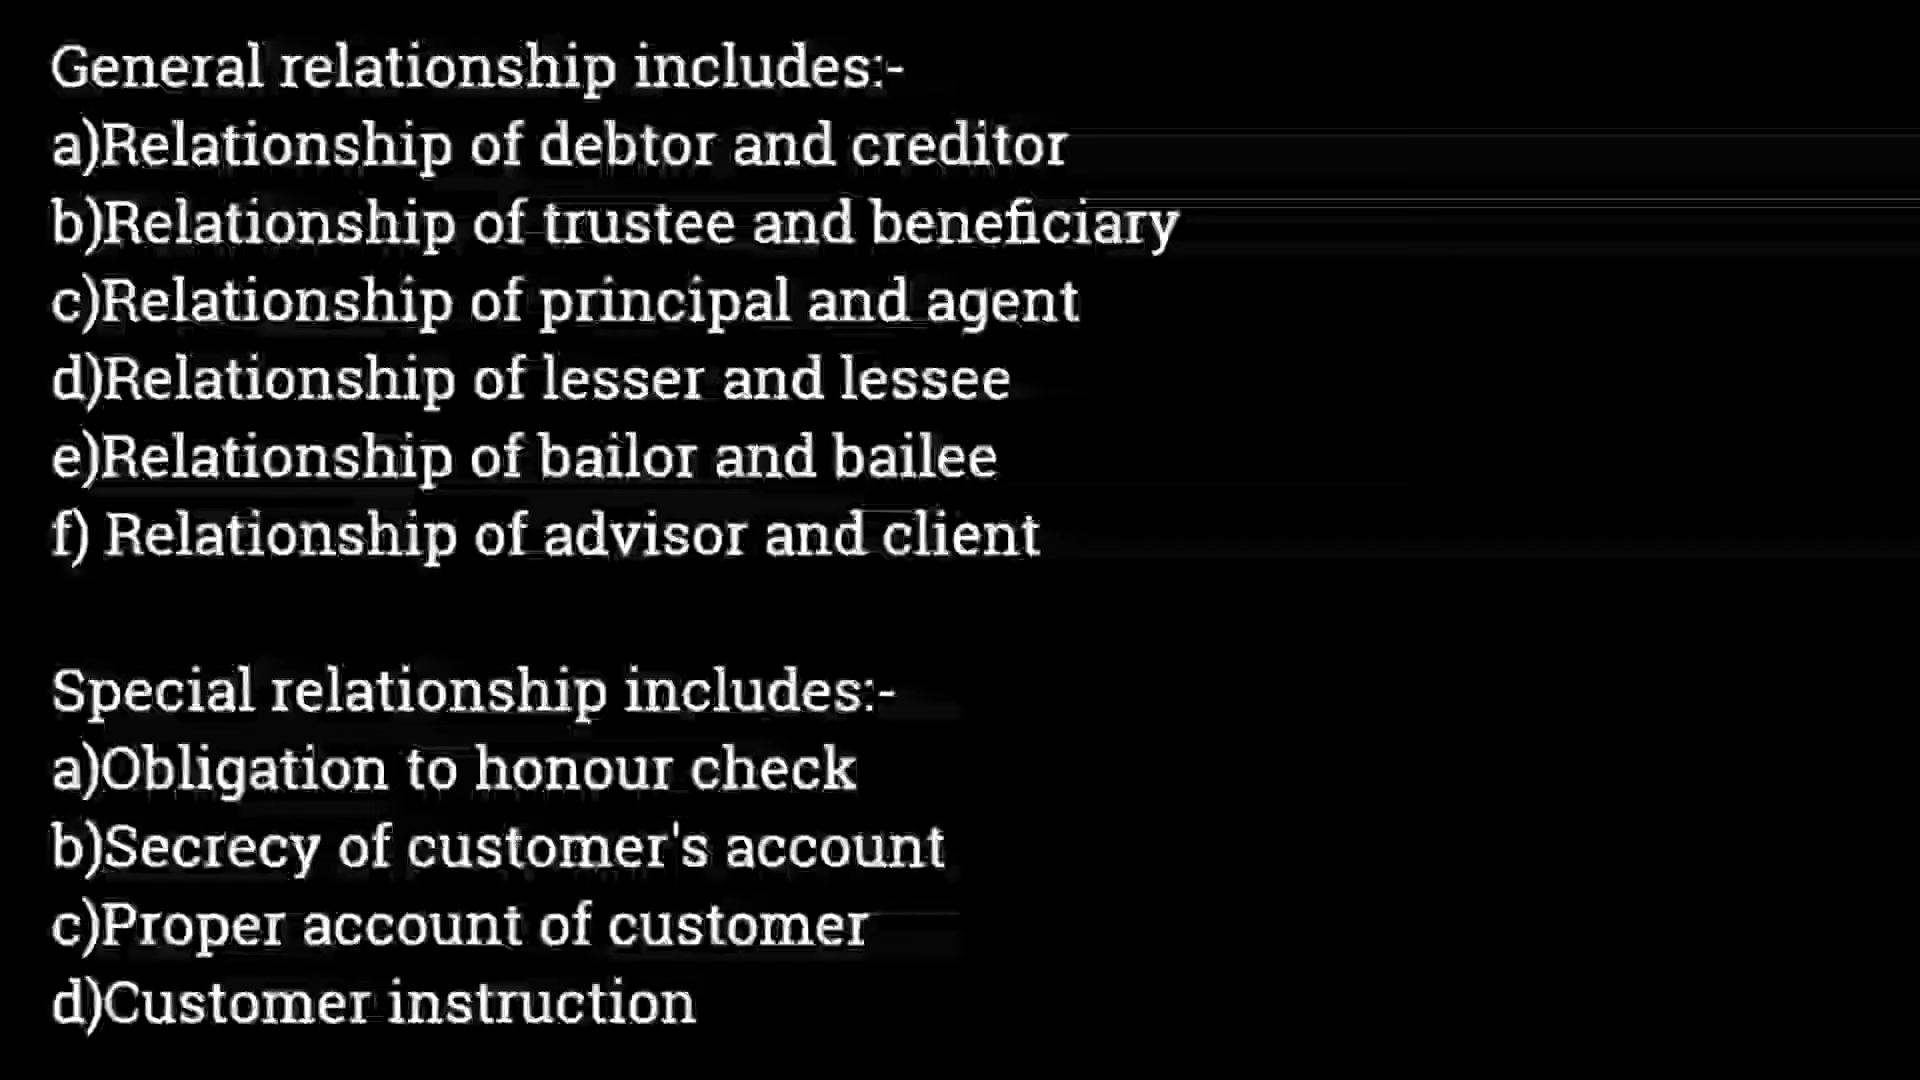 General relationship includes:-
a)Relationship of debtor and creditor
b)Relationship of trustee and beneficiary
c)Relationship of principal and agent
d)Relationship of lesser and lessee
e)Relationship of bailor and bailee
f) Relationship of advisor and client
Special relationship includes:-
a)Obligation to honour check
b)Secrecy of customer's account
c)Proper account of customer
d)Customer instruction